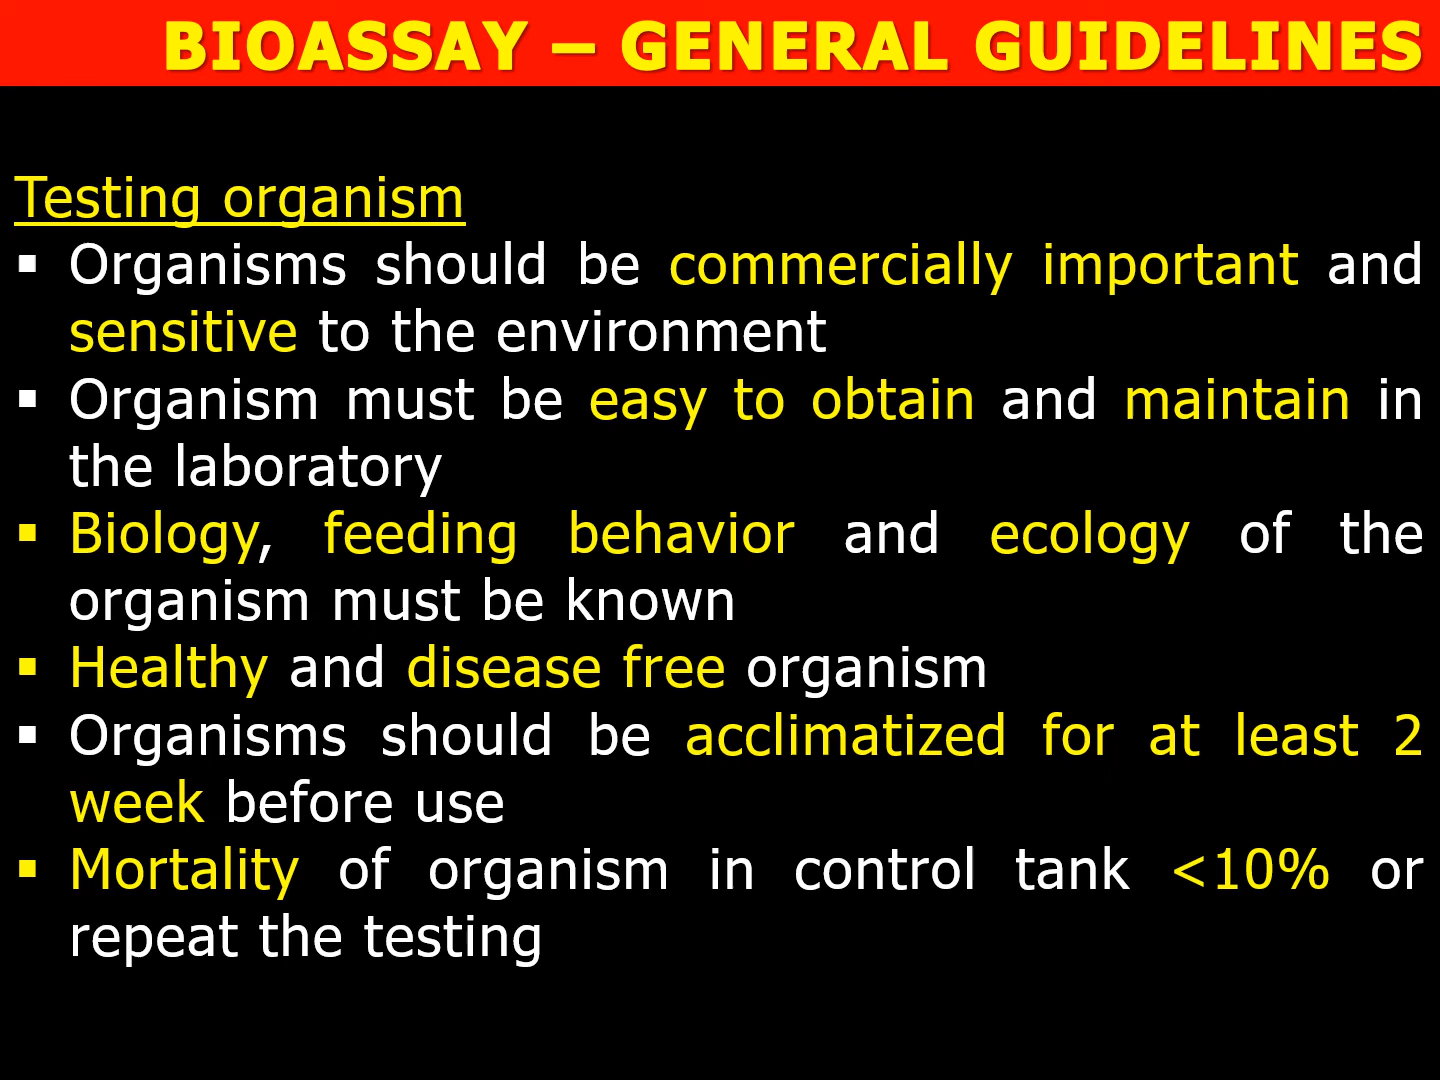 BIOASSAY – GENERAL GUIDELINES
Testing organism
▪ Organisms should be commercially important and
sensitive to the environment
▪ Organism must be easy to obtain and maintain in
the laboratory
▪ Biology, feeding behavior and ecology of the
organism must be known
▪ Healthy and disease free organism
▪ Organisms should be acclimatized for at least 2
week before use
▪ Mortality of organism in control tank <10% or
repeat the testing